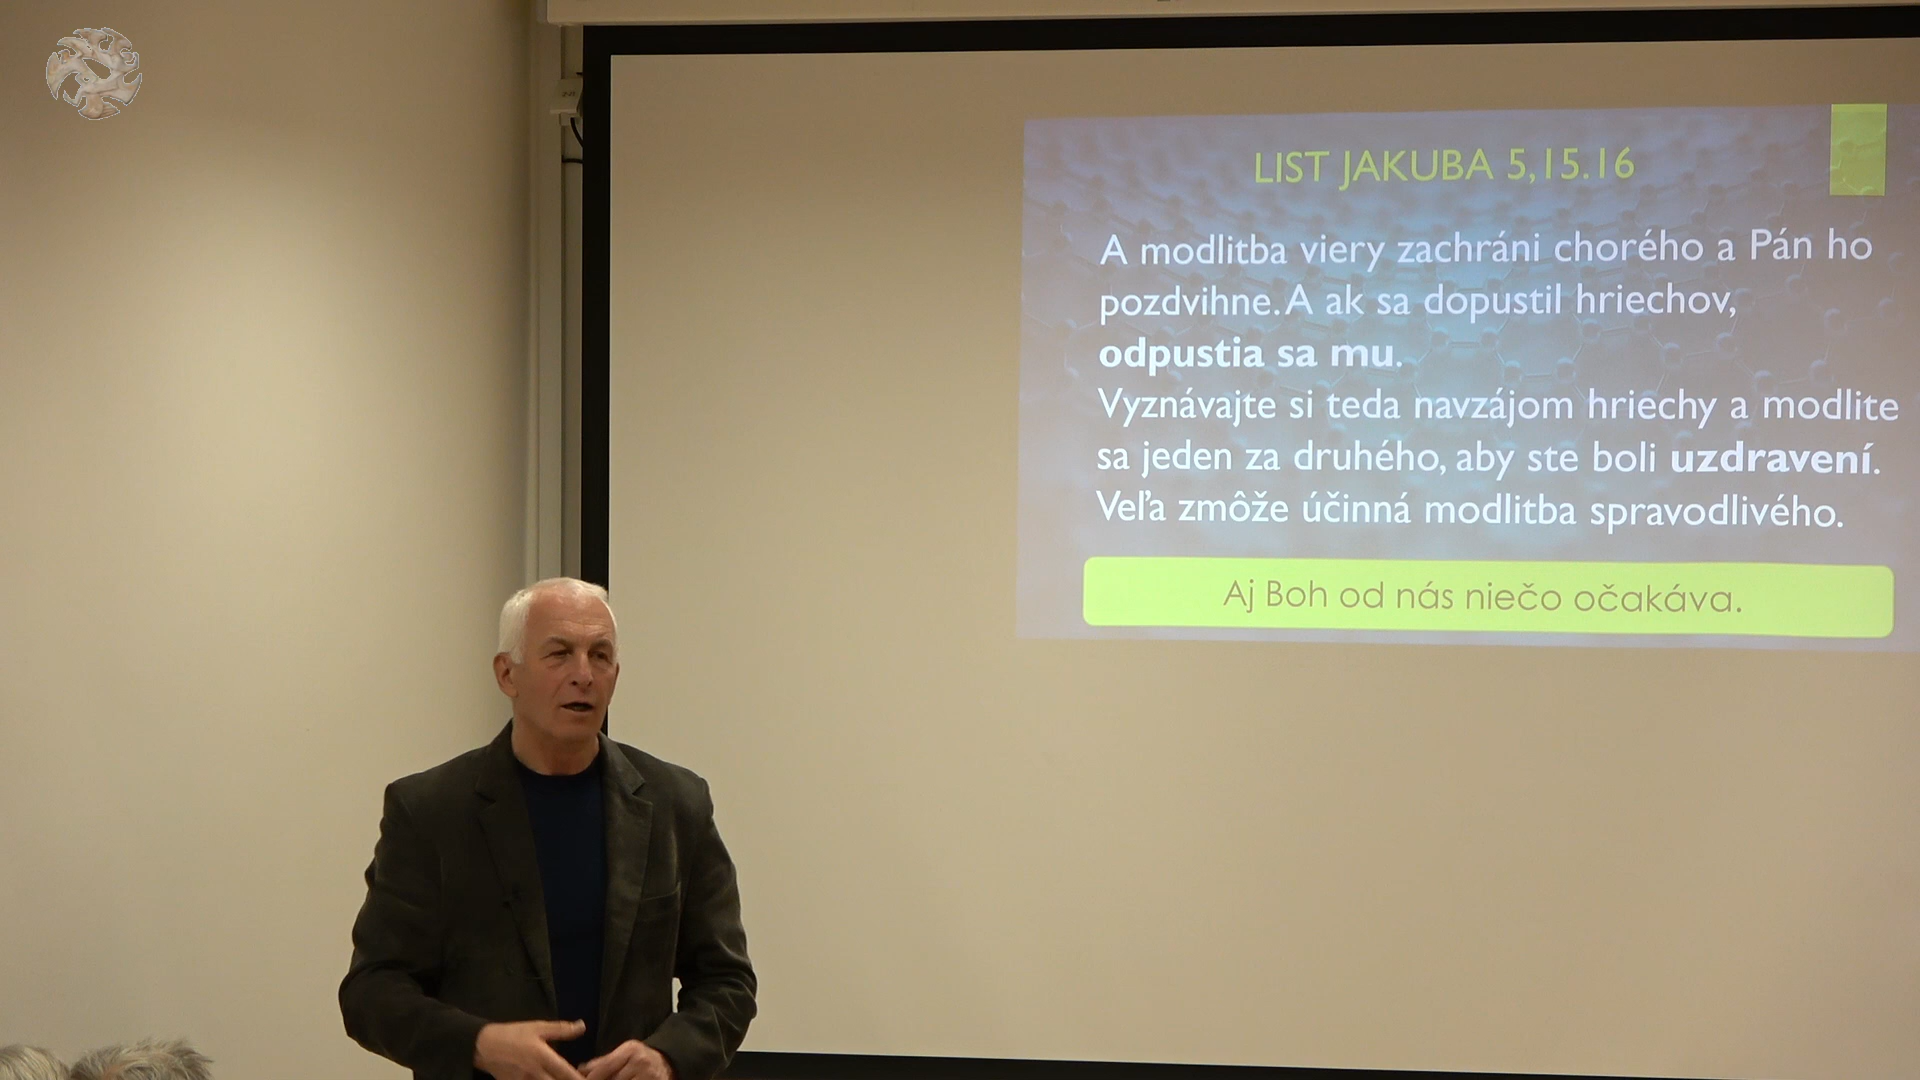 LIST JAKUBA 5,15.16
A modlitba viery zachráni chorého a Pán ho
pozdvihne. A ak sa dopustil hriechov,
odpustia sa mu.
Vyznávajte si teda navzájom hriechy a modlite
sa jeden za druhého, aby ste boli uzdravení.
Veľa zmôže účinná modlitba spravodlivého.
Aj Boh od nás niečo očakáva.